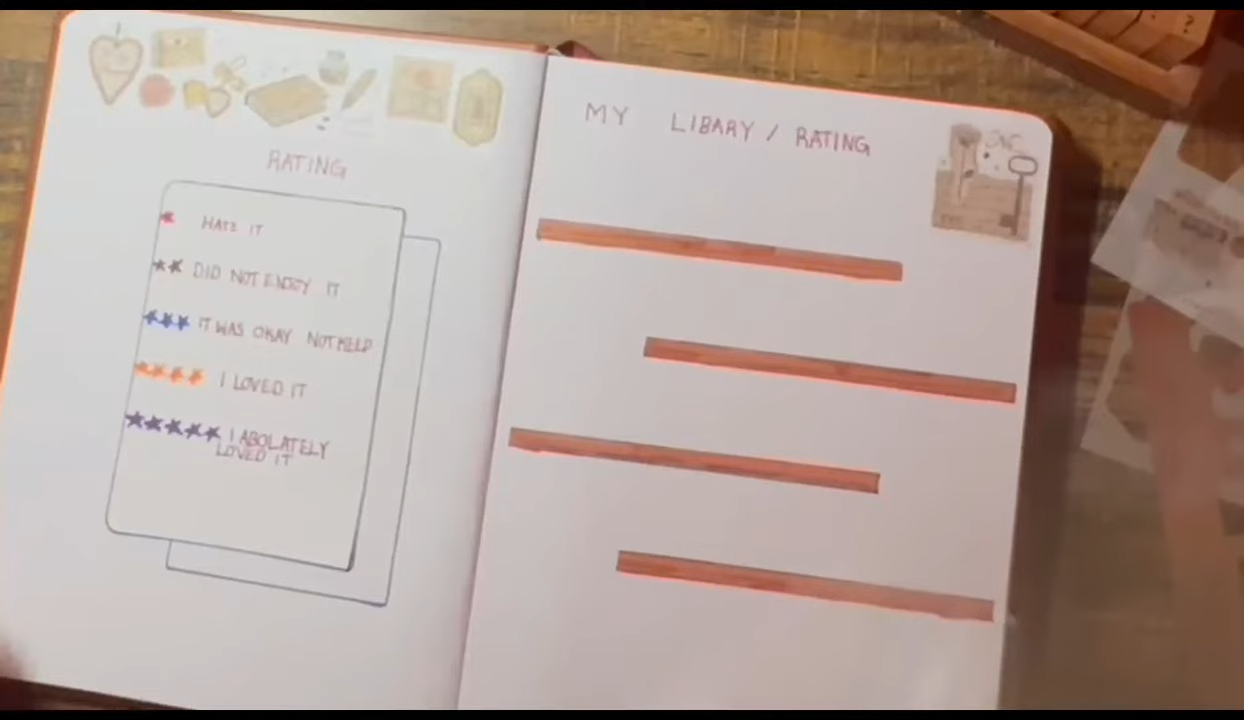 RATING
HATE IT
DID NOT ENJOY IT
IT WAS OKAY NOT KEEP
I LOVED IT
I ABOLATELY
LOVED IT
MY LIBARY / RATING